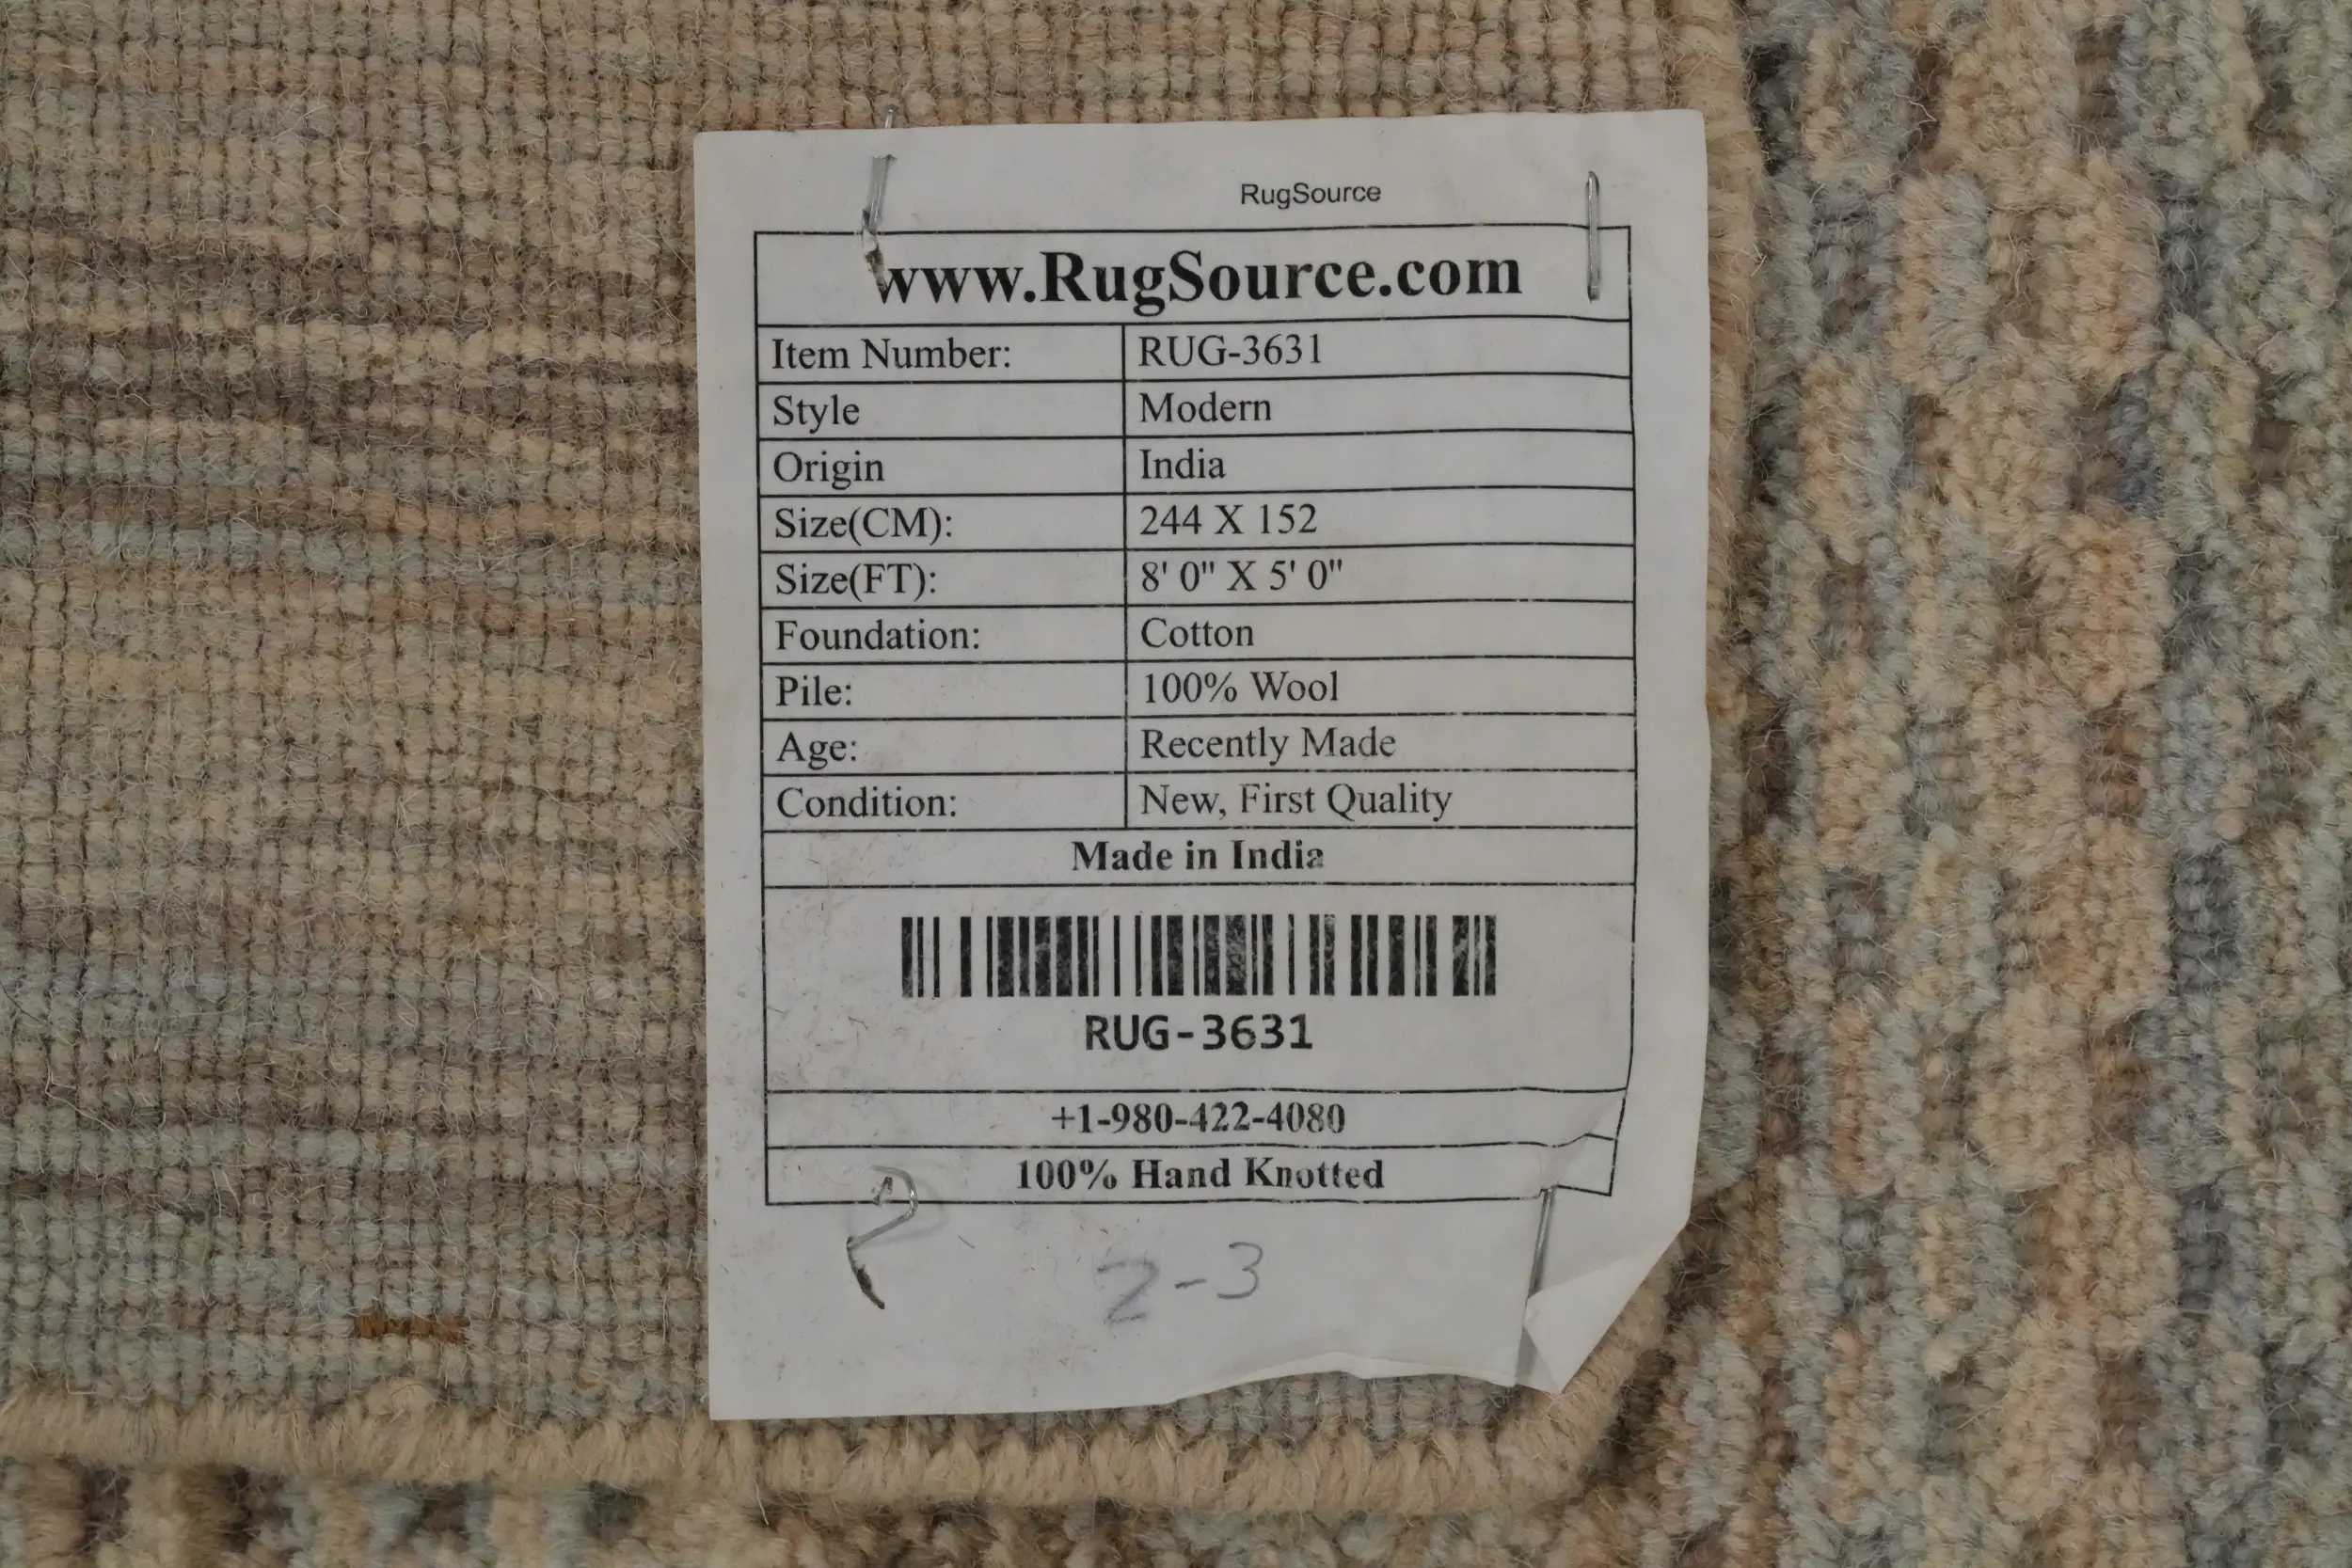 RugSource
www.RugSource.com
Item Number: RUG-3631
Style Modern
Origin India
Size(CM): 244 X 152
Size(FT): 8' 0" X 5' 0"
Foundation: Cotton
Pile: 100% Wool
Age: Recently Made
Condition: New, First Quality
Made in India
RUG-3631
+1-980-422-4080
100% Hand Knotted
2-3